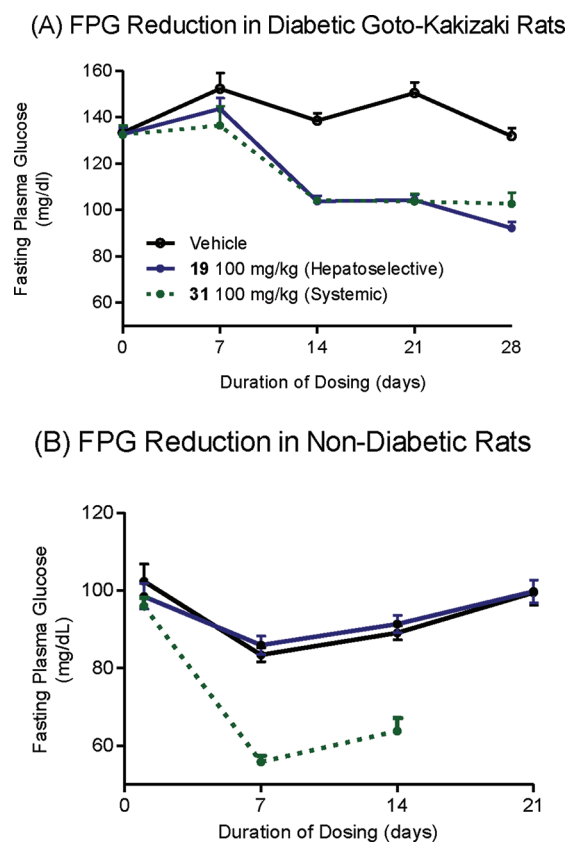 (A) FPG Reduction in Diabetic Goto-Kakizaki Rats
160
140
120
100
80
60
Fasting Plasma Glucose
(mg/dl)
Vehicle
19 100 mg/kg (Hepatoselective)
31 100 mg/kg (Systemic)
0 7 14 21 28
Duration of Dosing (days)
(B) FPG Reduction in Non-Diabetic Rats
120
100
80
60
Fasting Plasma Glucose
(mg/dL)
0 7 14 21
Duration of Dosing (days)